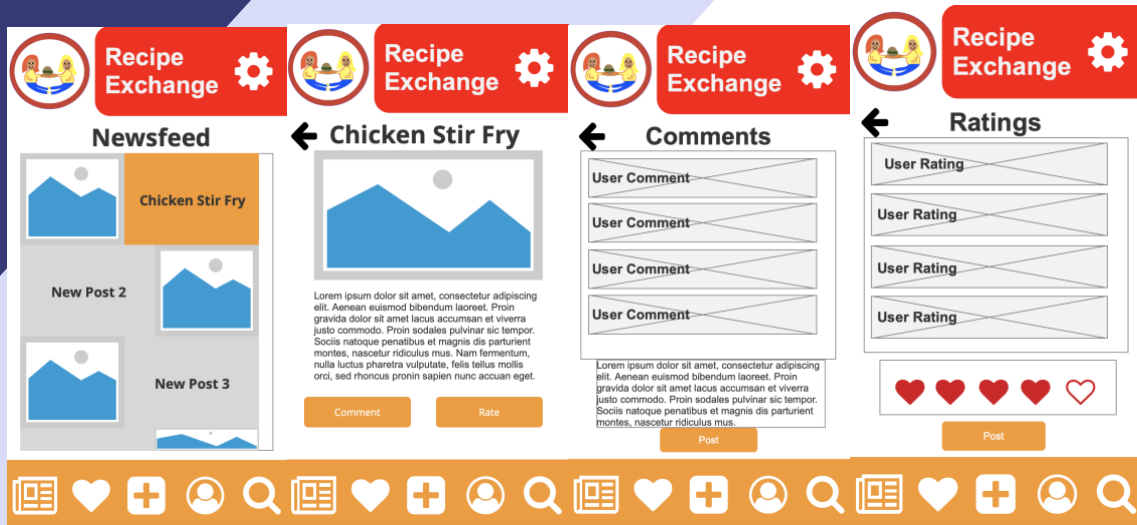 Recipe
Exchange
Newsfeed
Chicken Stir Fry
New Post 2
New Post 3
Recipe
Exchange
Chicken Stir Fry
Lorem ipsum dolor sit amet, consectetur adipiscing
elit. Aenean euismod bibendum laoreet. Proin
gravida dolor sit amet lacus accumsan et viverra
justo commodo. Proin sodales pulvinar sic tempor.
Sociis natoque penatibus et magnis dis parturient
montes, nascetur ridiculus mus. Nam fermentum,
nulla luctus pharetra vulputate, felis tellus mollis
orci, sed rhoncus pronin sapien nunc accuan eget.
Comment
Rate
Recipe
Exchange
Comments
User Comment
User Comment
User Comment
User Comment
Lorem ipsum dolor sit amet, consectetur adipiscing
elit. Aenean euismod bibendum laoreet. Proin
gravida dolor sit amet lacus accumsan et viverra
justo commodo. Proin sodales pulvinar sic tempor.
Sociis natoque penatibus et magnis dis parturient
montes, nascetur ridiculus mus.
Post
Recipe
Exchange
Ratings
User Rating
User Rating
User Rating
User Rating
Post